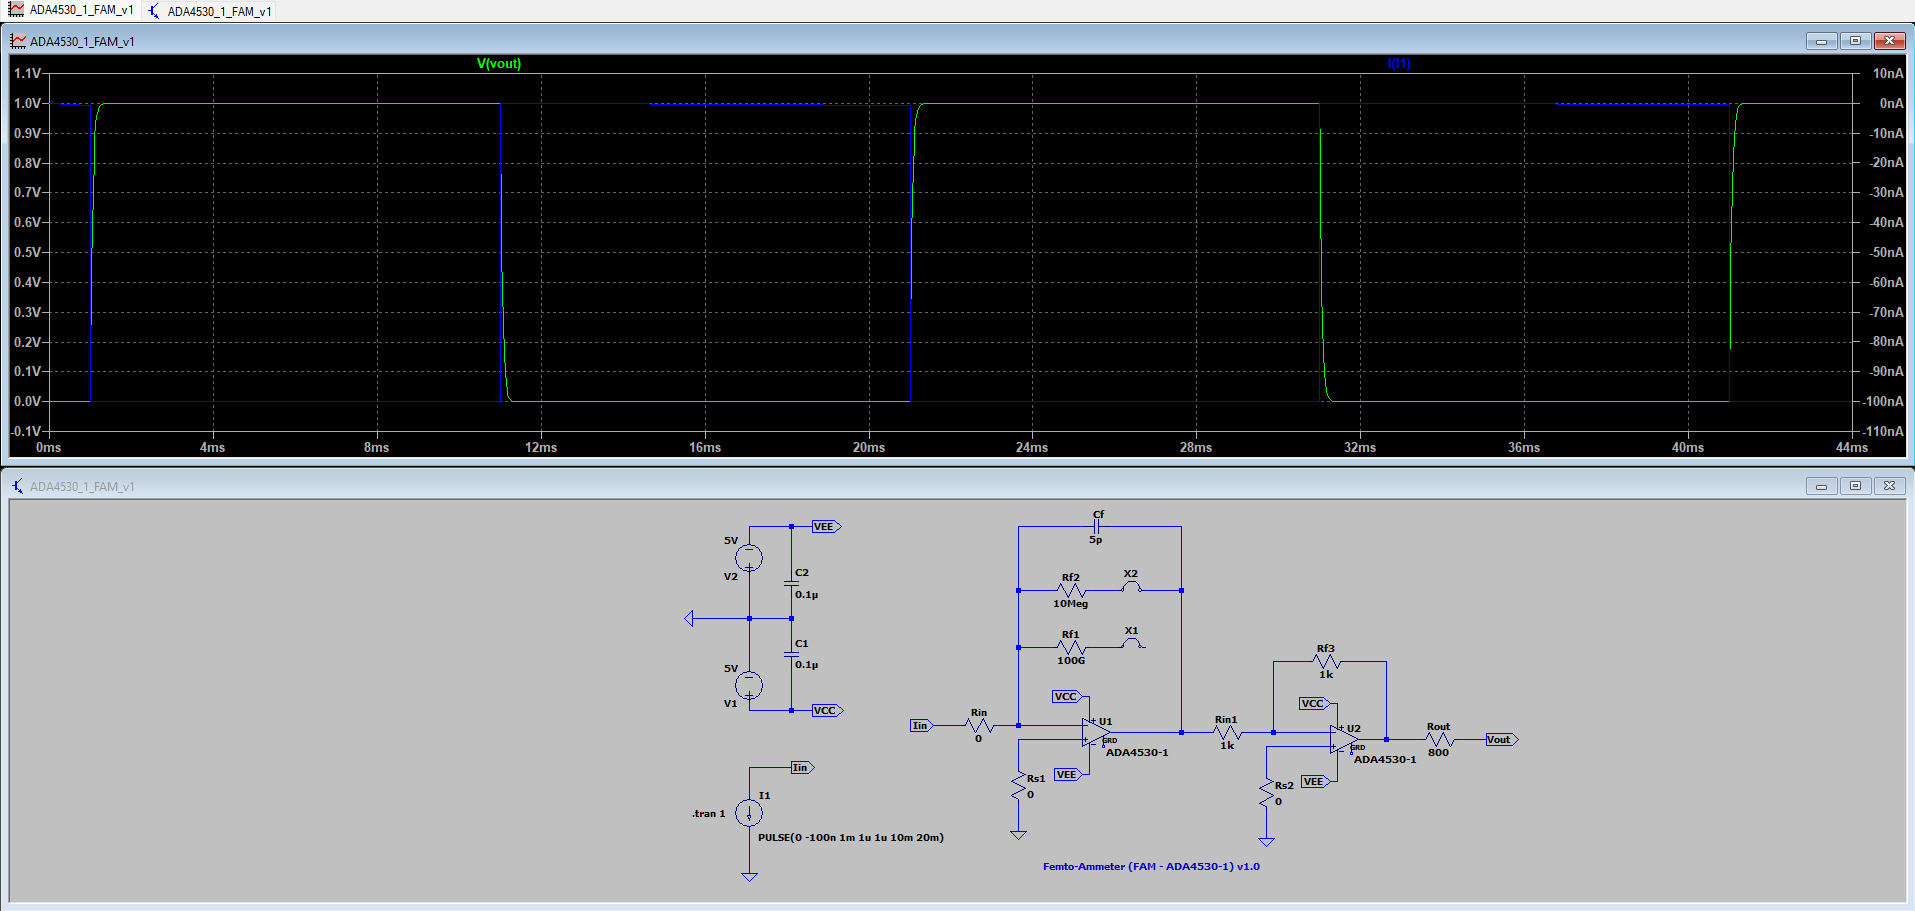 ADA4530_1_FAM_v1 ADA4530_1_FAM_v1
ADA4530_1_FAM_v1
V(vout) I(I1)
1.1V 10nA
1.0V 0nA
0.9V -10nA
0.8V -20nA
0.7V -30nA
0.6V -40nA
0.5V -50nA
0.4V -60nA
0.3V -70nA
0.2V -80nA
0.1V -90nA
0.0V -100nA
-0.1V -110nA
0ms 4ms 8ms 12ms 16ms 20ms 24ms 28ms 32ms 36ms 40ms 44ms
ADA4530_1_FAM_v1
VEE
5V
V2
C2
0.1µ
C1
0.1µ
5V
V1
VCC
Iin
I1
.tran 1
PULSE(0 -100n 1m 1u 1u 10m 20m)
Cf
5p
Rf2
10Meg
X2
Rf1
100G
X1
VCC
Iin
Rin
0
U1
GRD
ADA4530-1
VEE
Rs1
0
Rin1
1k
Rf3
1k
VCC
U2
GRD
ADA4530-1
VEE
Rs2
0
Rout
800
Vout
Femto-Ammeter (FAM - ADA4530-1) v1.0